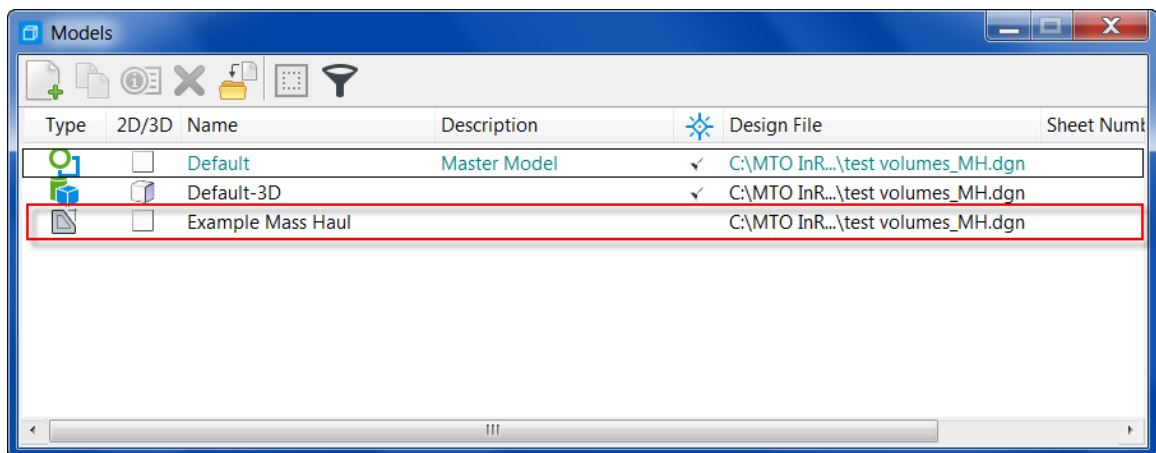 Models
Type 2D/3D Name Description Design File Sheet Numb
Default Master Model C:\MTO InR...\test volumes_MH.dgn
Default-3D C:\MTO InR...\test volumes_MH.dgn
Example Mass Haul C:\MTO InR...\test volumes_MH.dgn